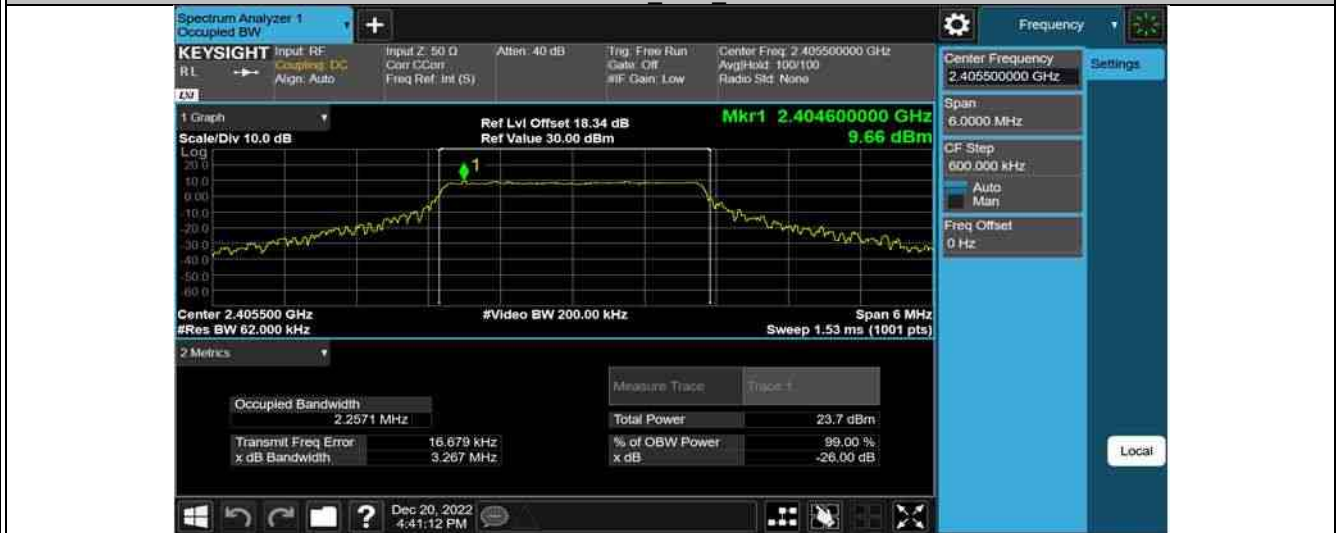 Spectrum Analyzer 1
Occupied BW
+
Frequency
KEYSIGHT
RL
Input: RF
Coupling: DC
Align: Auto
Input Z: 50 Ω
Corr CCorr
Freq Ref: Int (S)
Atten: 40 dB
Trig: Free Run
Gate: Off
#IF Gain: Low
Center Freq: 2.405500000 GHz
Avg|Hold: 100/100
Radio Std: None
LXI
1 Graph
Scale/Div 10.0 dB
Ref Lvl Offset 18.34 dB
Ref Value 30.00 dBm
Mkr1 2.404600000 GHz
9.66 dBm
Log
20.0
10.0
0.00
-10.0
-20.0
-30.0
-40.0
-50.0
-60.0
1
Center 2.405500 GHz
#Res BW 62.000 kHz
#Video BW 200.00 kHz
Span 6 MHz
Sweep 1.53 ms (1001 pts)
2 Metrics
Measure Trace
Trace 1
Occupied Bandwidth
2.2571 MHz
Total Power
23.7 dBm
Transmit Freq Error
16.679 kHz
% of OBW Power
99.00 %
x dB Bandwidth
3.267 MHz
x dB
-26.00 dB
Center Frequency
2.405500000 GHz
Settings
Span
6.0000 MHz
CF Step
600.000 kHz
Auto
Man
Freq Offset
0 Hz
Local
?
Dec 20, 2022
4:41:12 PM